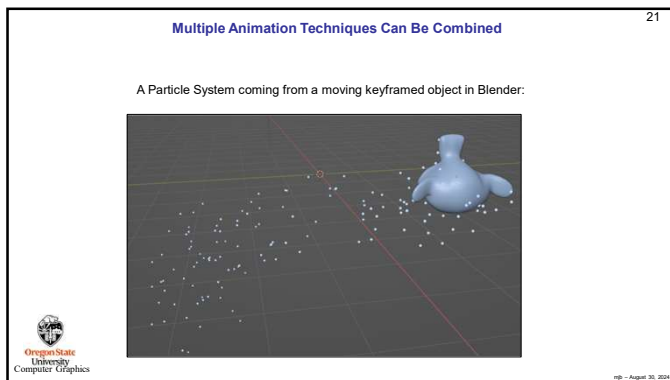 21
Multiple Animation Techniques Can Be Combined
A Particle System coming from a moving keyframed object in Blender:
Oregon State
University
Computer Graphics
mjb – August 30, 2024